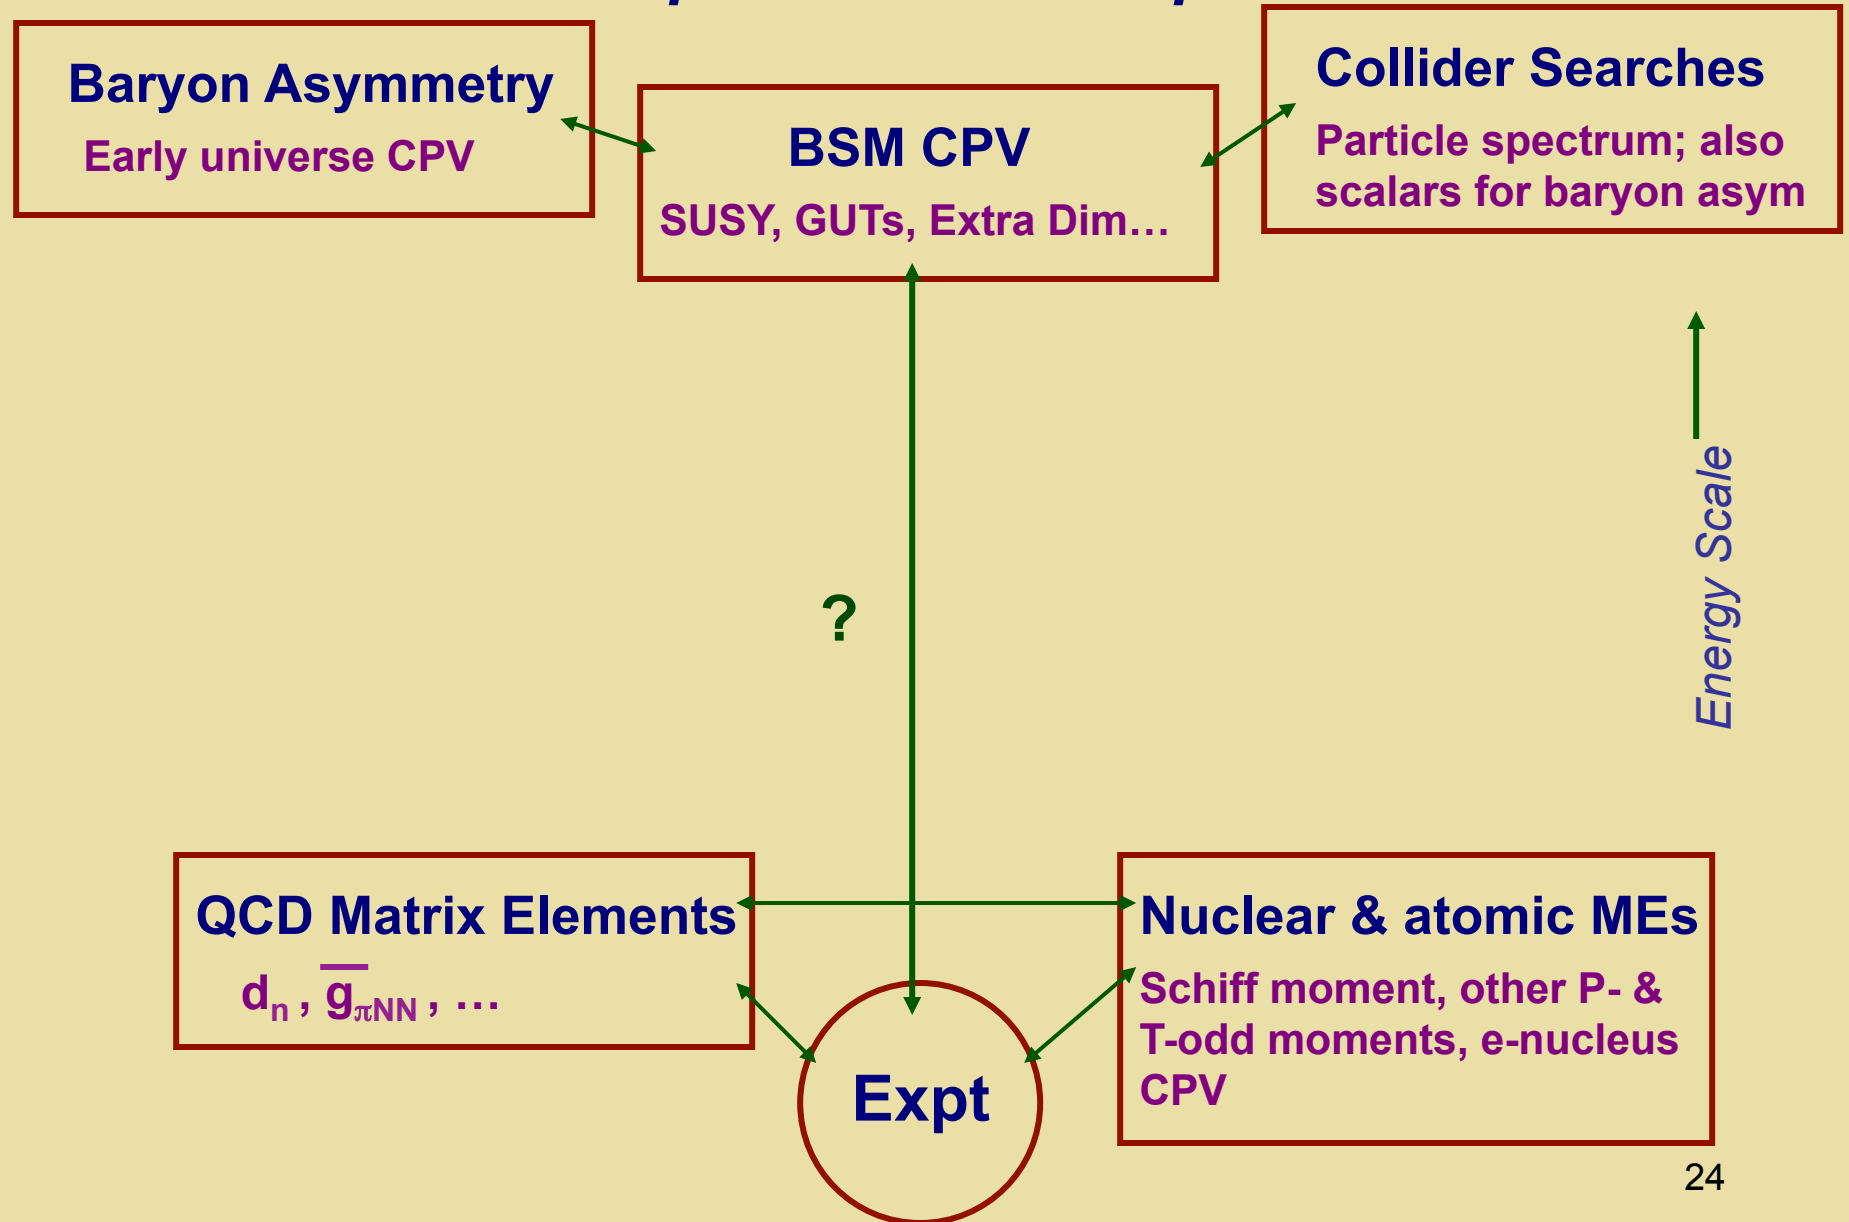 Baryon Asymmetry
Early universe CPV
BSM CPV
SUSY, GUTs, Extra Dim…
Collider Searches
Particle spectrum; also
scalars for baryon asym
?
Energy Scale
QCD Matrix Elements
dₙ , g̅πNN , …
Expt
Nuclear & atomic MEs
Schiff moment, other P- &
T-odd moments, e-nucleus
CPV
24